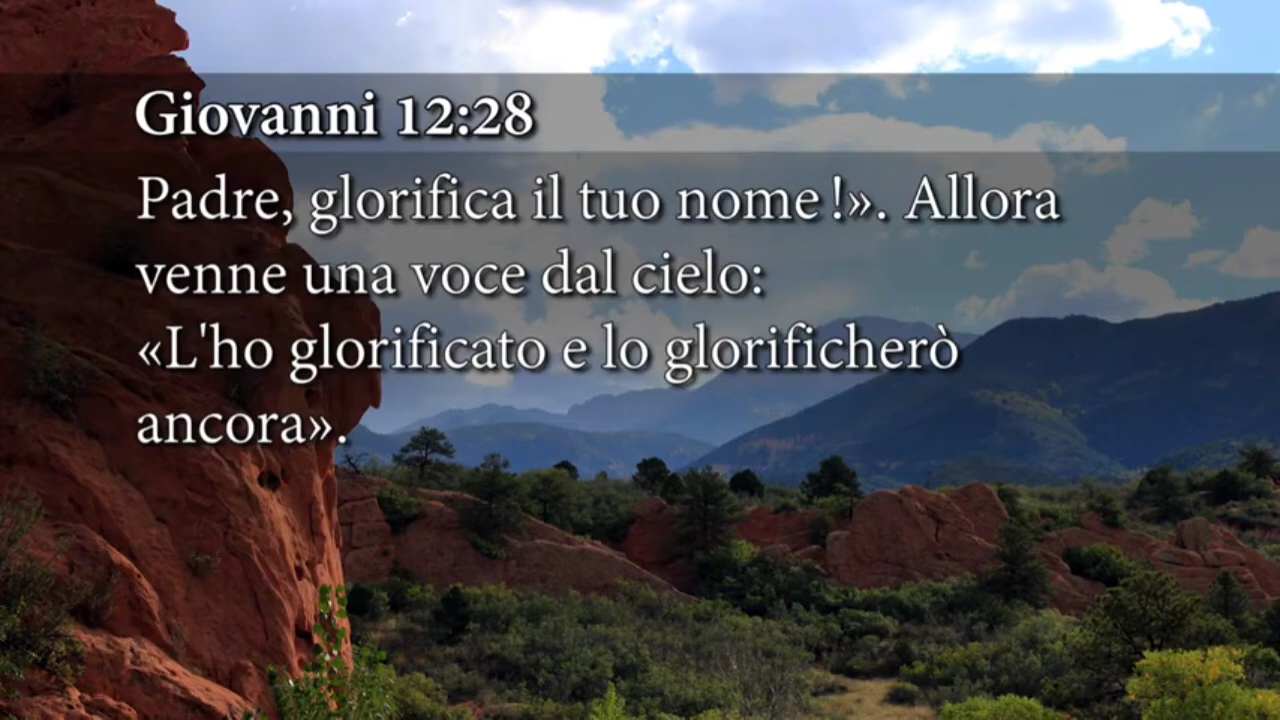 Giovanni 12:28
Padre, glorifica il tuo nome!». Allora
venne una voce dal cielo:
«L'ho glorificato e lo glorificherò
ancora».